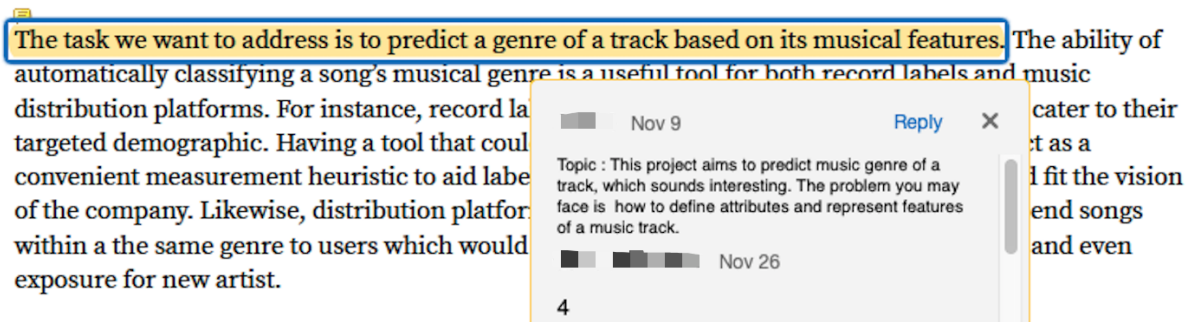 The task we want to address is to predict a genre of a track based on its musical features. The ability of
automatically classifying a song's musical genre is a useful tool for both record labels and music
distribution platforms. For instance, record la
cater to their
targeted demographic. Having a tool that coul
ct as a
convenient measurement heuristic to aid labe
d fit the vision
of the company. Likewise, distribution platfor
end songs
within a the same genre to users which would
and even
exposure for new artist.
Nov 9
Reply
Topic : This project aims to predict music genre of a
track, which sounds interesting. The problem you may
face is how to define attributes and represent features
of a music track.
Nov 26
4